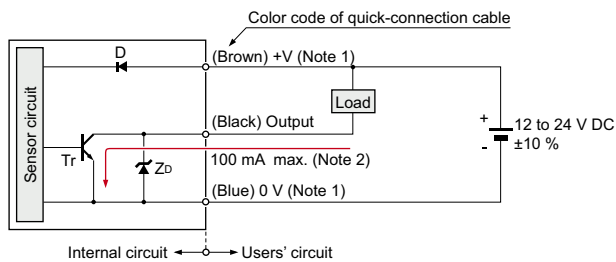 Color code of quick-connection cable
D
(Brown) +V (Note 1)
Sensor circuit
Load
(Black) Output
+
12 to 24 V DC
±10 %
-
Tr
ZD
100 mA max. (Note 2)
(Blue) 0 V (Note 1)
Internal circuit
Users' circuit